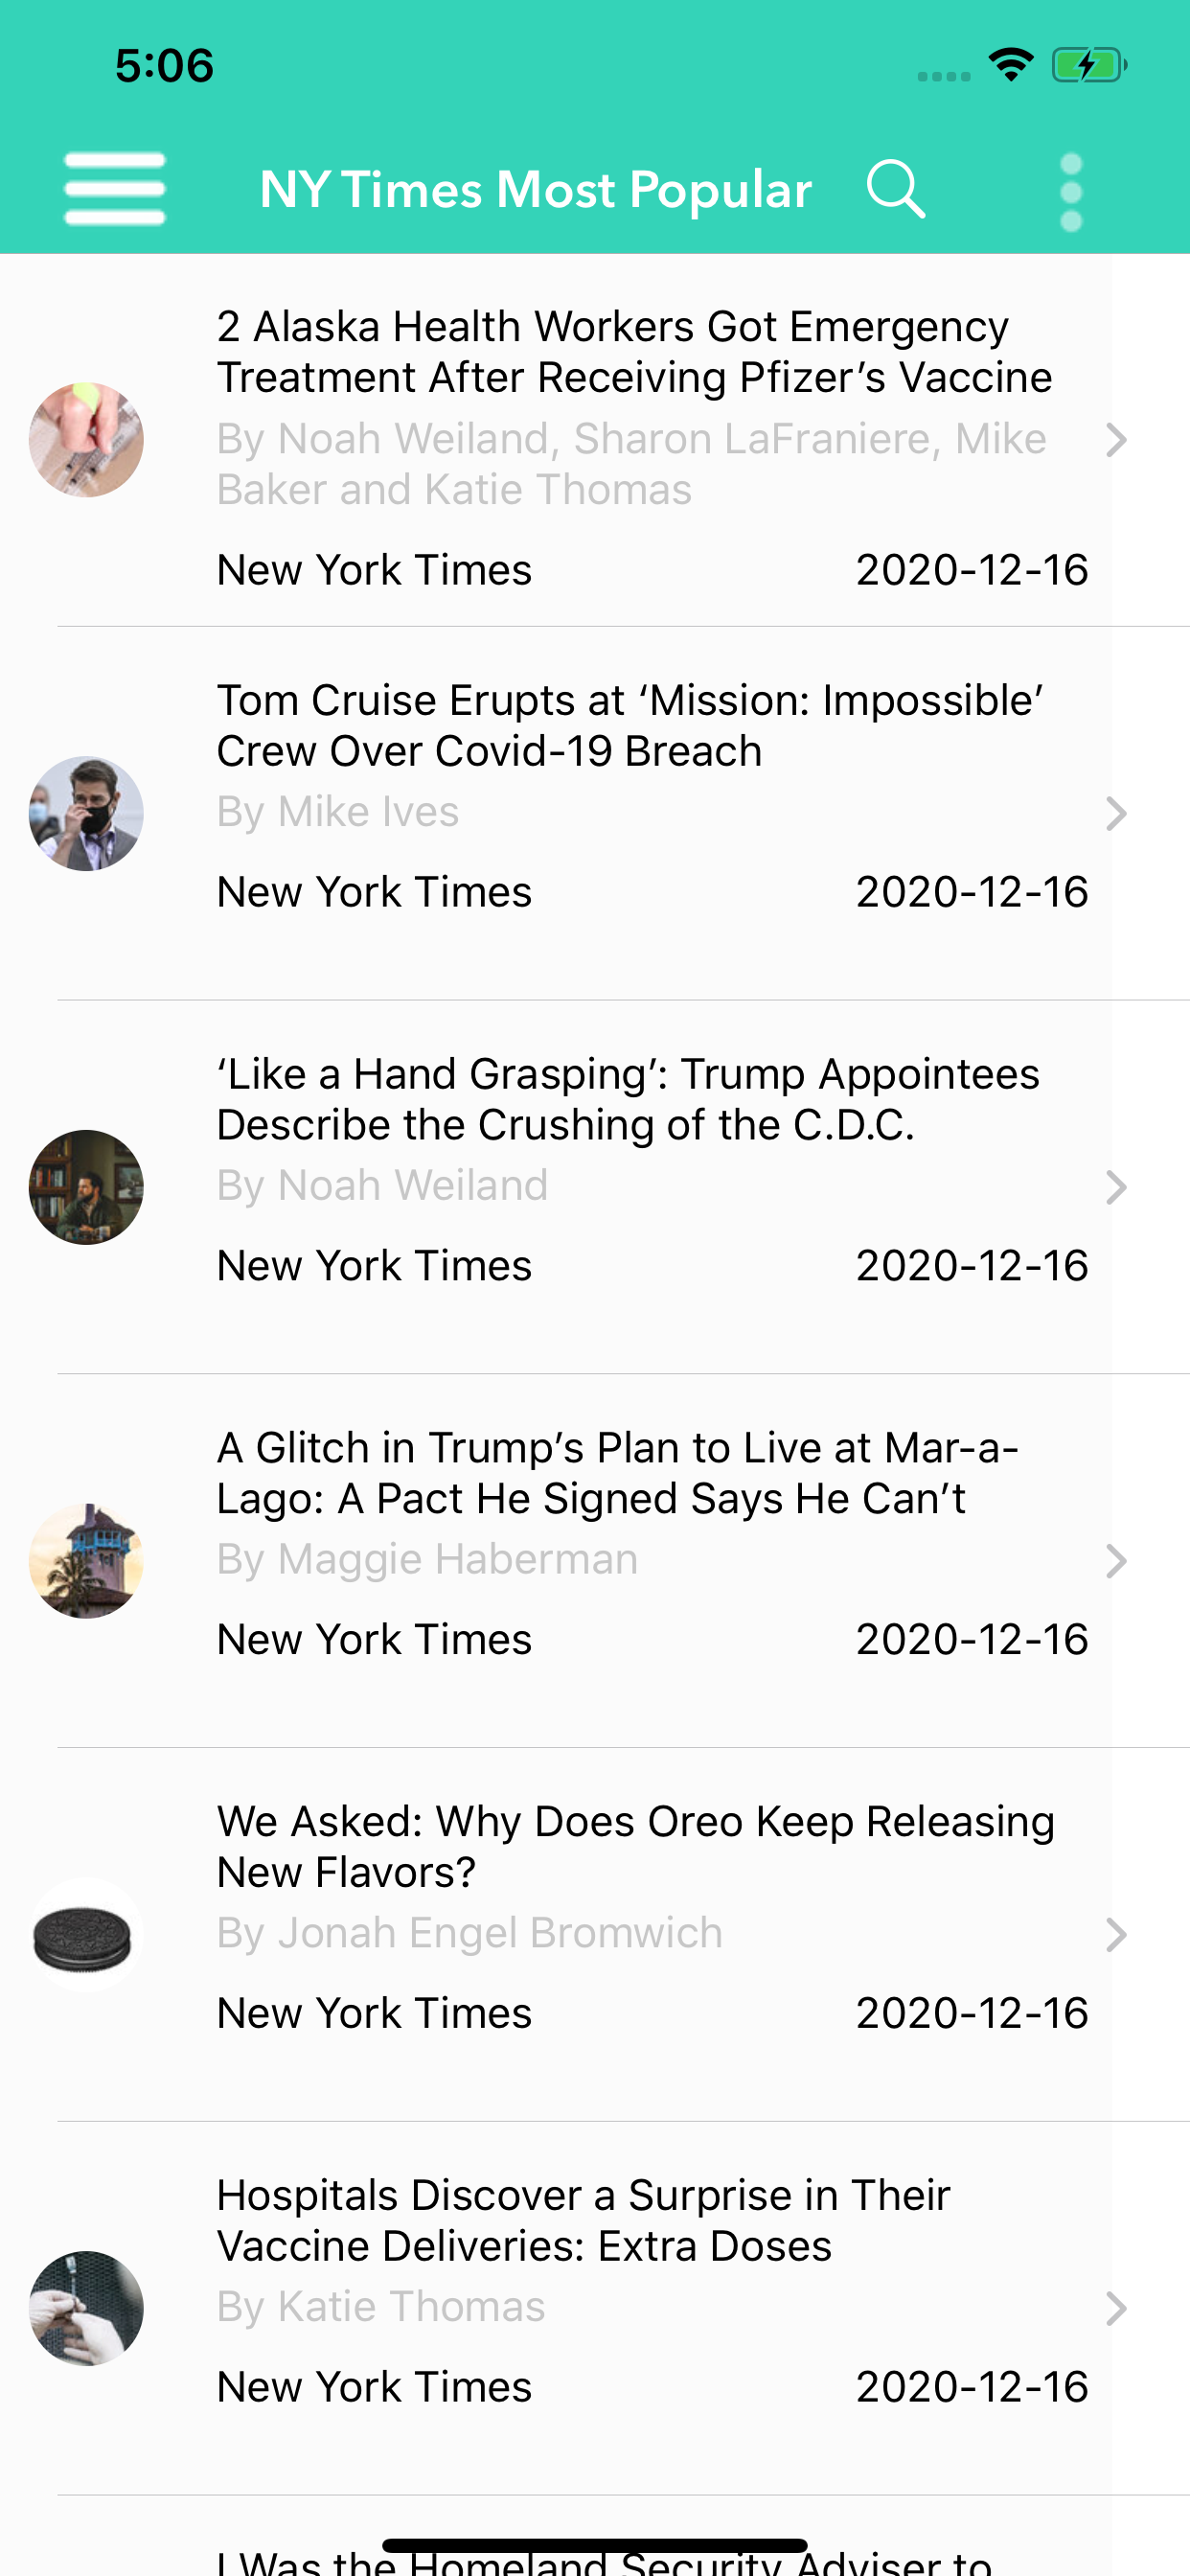 5:06
NY Times Most Popular
2 Alaska Health Workers Got Emergency
Treatment After Receiving Pfizer’s Vaccine
By Noah Weiland, Sharon LaFraniere, Mike
Baker and Katie Thomas
New York Times 2020-12-16
Tom Cruise Erupts at ‘Mission: Impossible’
Crew Over Covid-19 Breach
By Mike Ives
New York Times 2020-12-16
‘Like a Hand Grasping’: Trump Appointees
Describe the Crushing of the C.D.C.
By Noah Weiland
New York Times 2020-12-16
A Glitch in Trump’s Plan to Live at Mar-a-
Lago: A Pact He Signed Says He Can’t
By Maggie Haberman
New York Times 2020-12-16
We Asked: Why Does Oreo Keep Releasing
New Flavors?
By Jonah Engel Bromwich
New York Times 2020-12-16
Hospitals Discover a Surprise in Their
Vaccine Deliveries: Extra Doses
By Katie Thomas
New York Times 2020-12-16
I Was the Homeland Security Adviser to